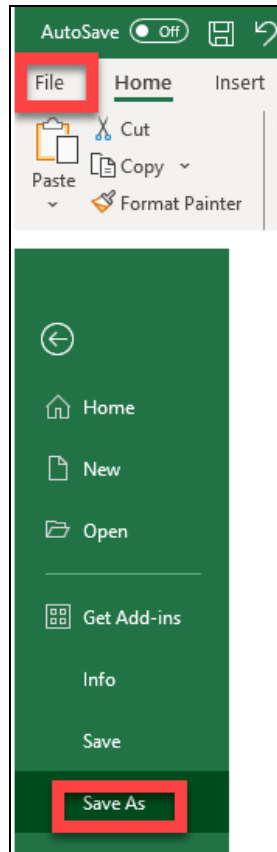 AutoSave Off
File Home Insert
Cut
Copy
Paste
Format Painter
Home
New
Open
Get Add-ins
Info
Save
Save As